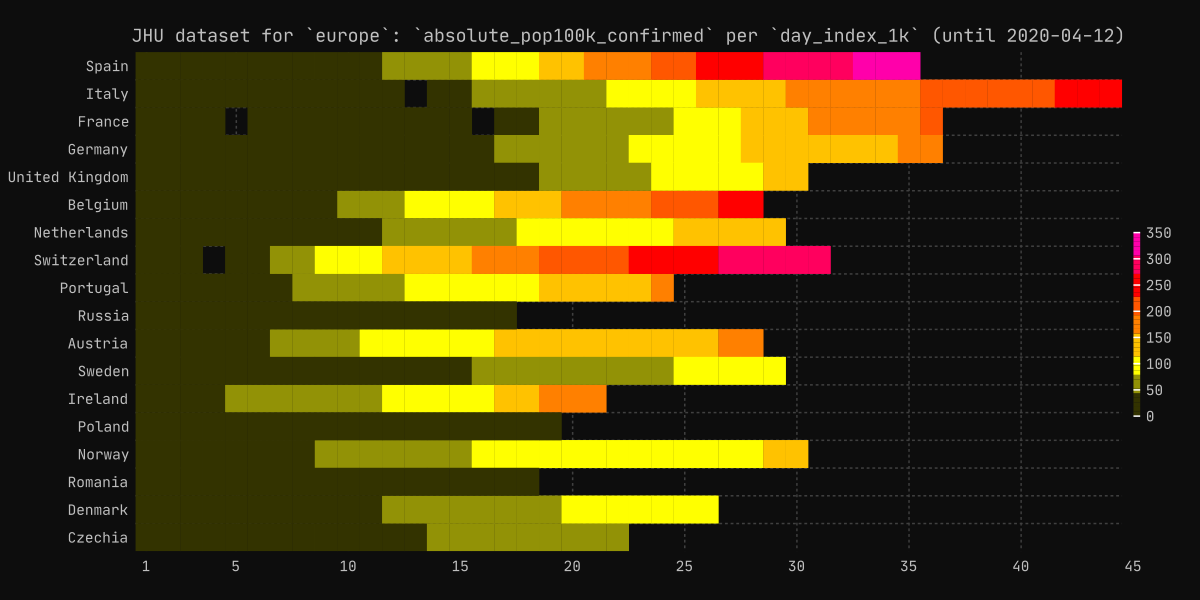 JHU dataset for `europe`: `absolute_pop100k_confirmed` per `day_index_1k` (until 2020-04-12)
Spain
Italy
France
Germany
United Kingdom
Belgium
Netherlands
Switzerland
Portugal
Russia
Austria
Sweden
Ireland
Poland
Norway
Romania
Denmark
Czechia
350
300
250
200
150
100
50
0
1 5 10 15 20 25 30 35 40 45